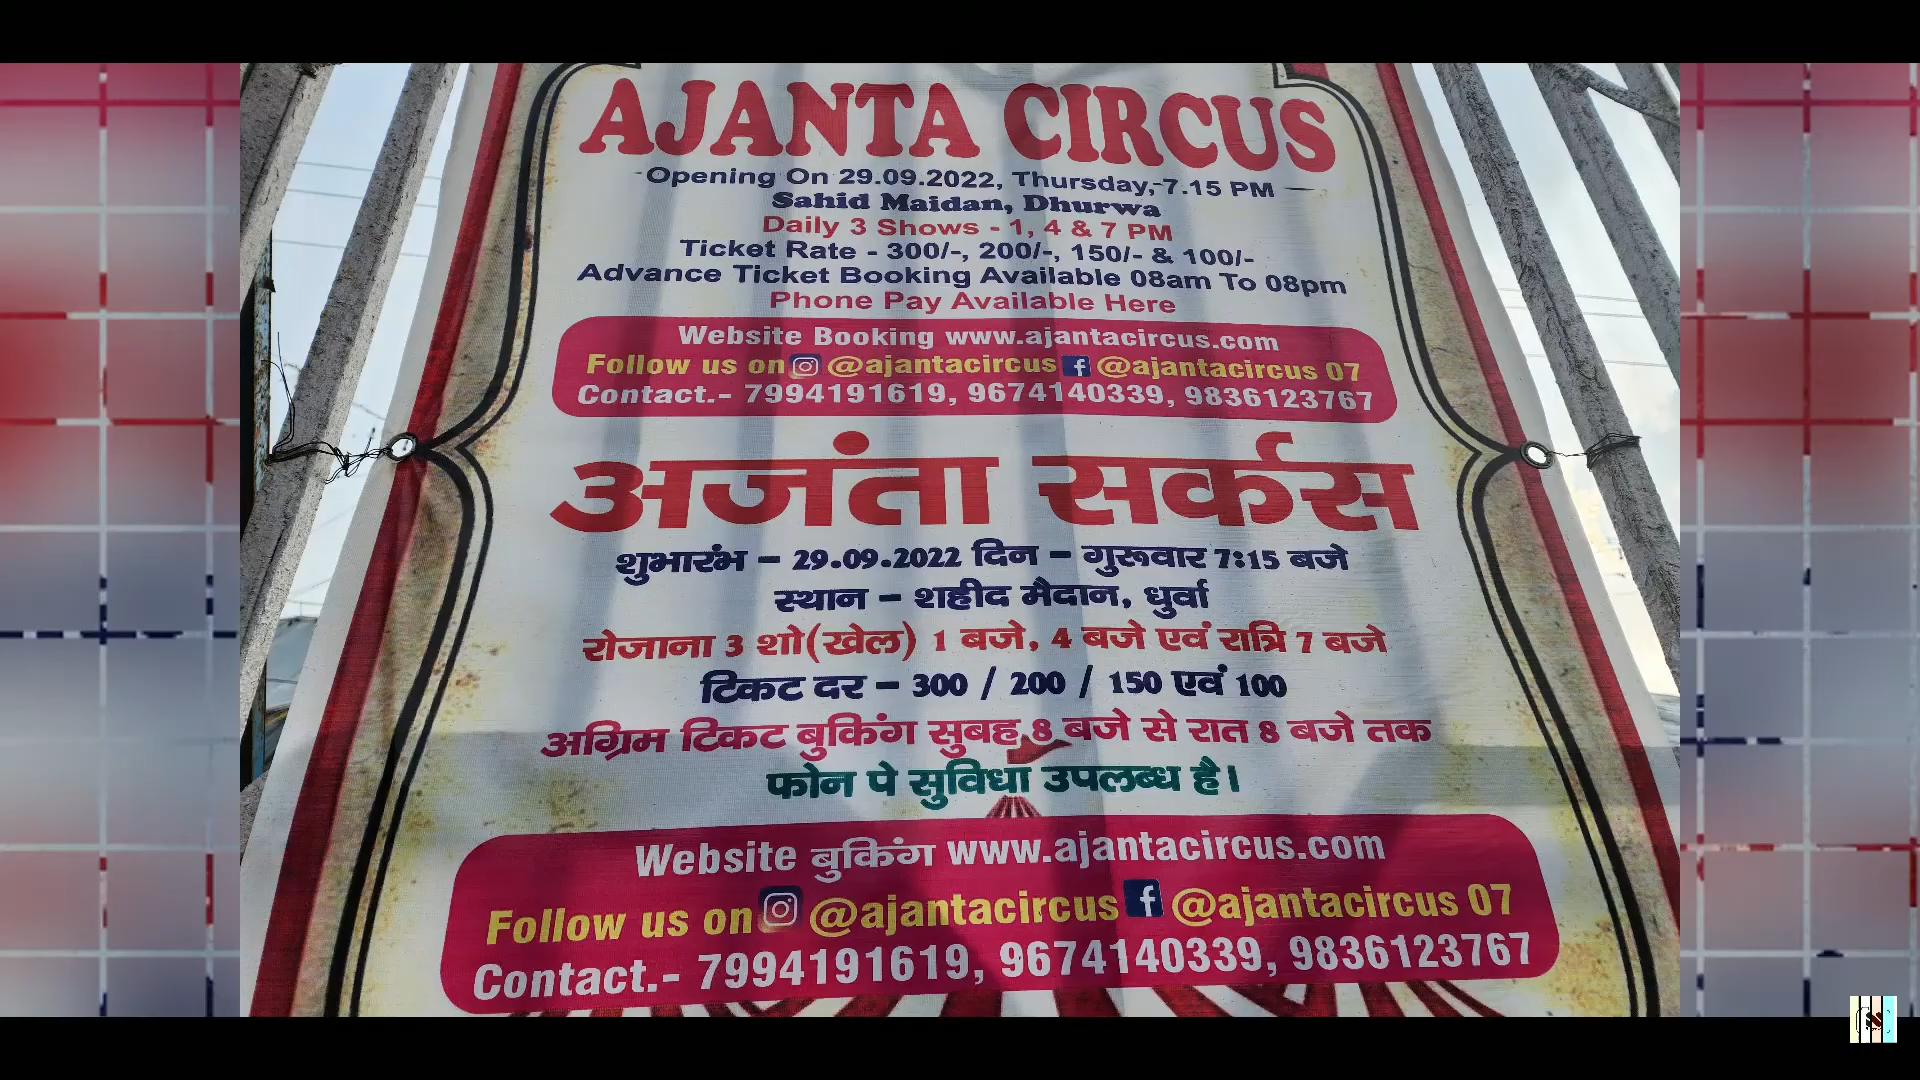 AJANTA CIRCUS
Opening On 29.09.2022, Thursday,-7.15 PM
Sahid Maidan, Dhurwa
Daily 3 Shows - 1, 4 & 7 PM
Ticket Rate - 300/-, 200/-, 150/- & 100/-
Advance Ticket Booking Available 08am To 08pm
Phone Pay Available Here
Website Booking www.ajantacircus.com
Follow us on @ajantacircus @ajantacircus 07
Contact.- 7994191619, 9674140339, 9836123767
अजंता सर्कस
शुभारंभ – 29.09.2022 दिन – गुरूवार 7:15 बजे
स्थान – शहीद मैदान, धुर्वा
रोजाना 3 शो(खेल) 1 बजे, 4 बजे एवं रात्रि 7 बजे
टिकट दर – 300 / 200 / 150 एवं 100
अग्रिम टिकट बुकिंग सुबह 8 बजे से रात 8 बजे तक
फोन पे सुविधा उपलब्ध है।
Website बुकिंग www.ajantacircus.com
Follow us on @ajantacircus @ajantacircus 07
Contact.- 7994191619, 9674140339, 9836123767